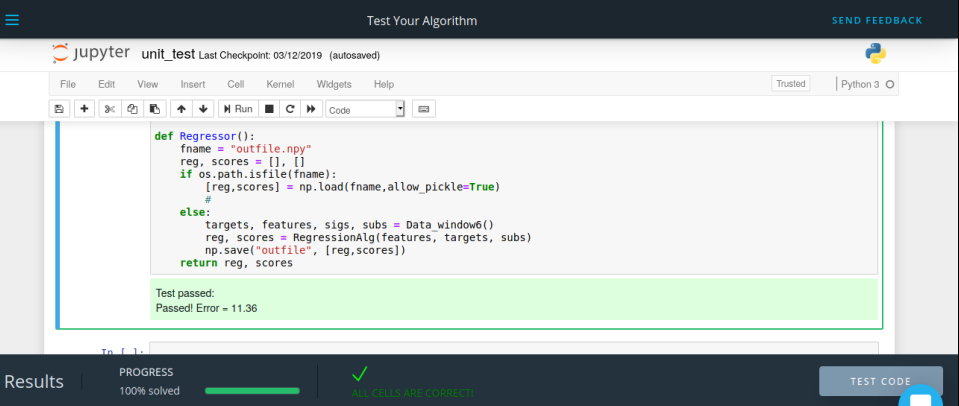 Test Your Algorithm
SEND FEEDBACK
jupyter unit_test Last Checkpoint: 03/12/2019 (autosaved)
File Edit View Insert Cell Kernel Widgets Help
Trusted
Python 3
Run
Code
def Regressor():
    fname = "outfile.npy"
    reg, scores = [], []
    if os.path.isfile(fname):
        [reg,scores] = np.load(fname,allow_pickle=True)
        #
    else:
        targets, features, sigs, subs = Data_window6()
        reg, scores = RegressionAlg(features, targets, subs)
        np.save("outfile", [reg,scores])
    return reg, scores
Test passed:
Passed! Error = 11.36
In [ ]:
Results
PROGRESS
100% solved
ALL CELLS ARE CORRECT!
TEST CODE